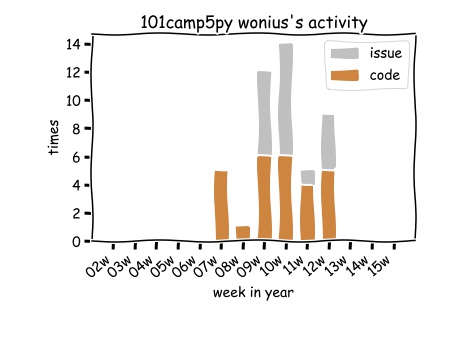 101camp5py wonius's activity
issue
code
times
14
12
10
8
6
4
2
0
02w
03w
04w
05w
06w
07w
08w
09w
10w
11w
12w
13w
14w
15w
week in year